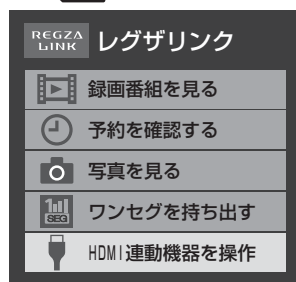 REGZA LINK レグザリンク
録画番組を見る
予約を確認する
写真を見る
1seg ワンセグを持ち出す
HDMI連動機器を操作